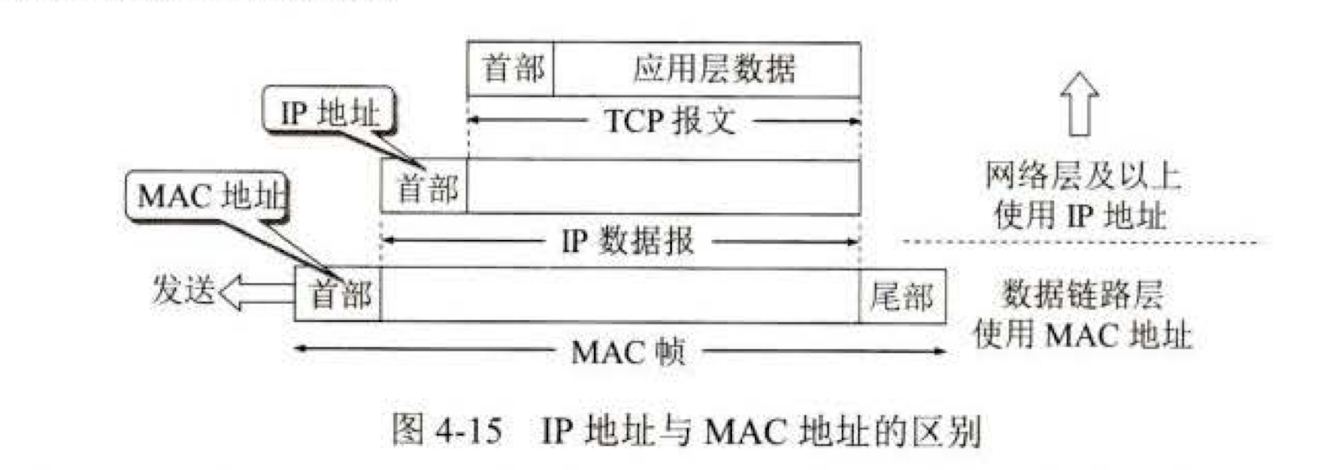 首部 应用层数据
IP 地址
TCP 报文
首部
网络层及以上
使用 IP 地址
MAC 地址
IP 数据报
发送
首部
尾部
数据链路层
使用 MAC 地址
MAC 帧
图 4-15 IP 地址与 MAC 地址的区别